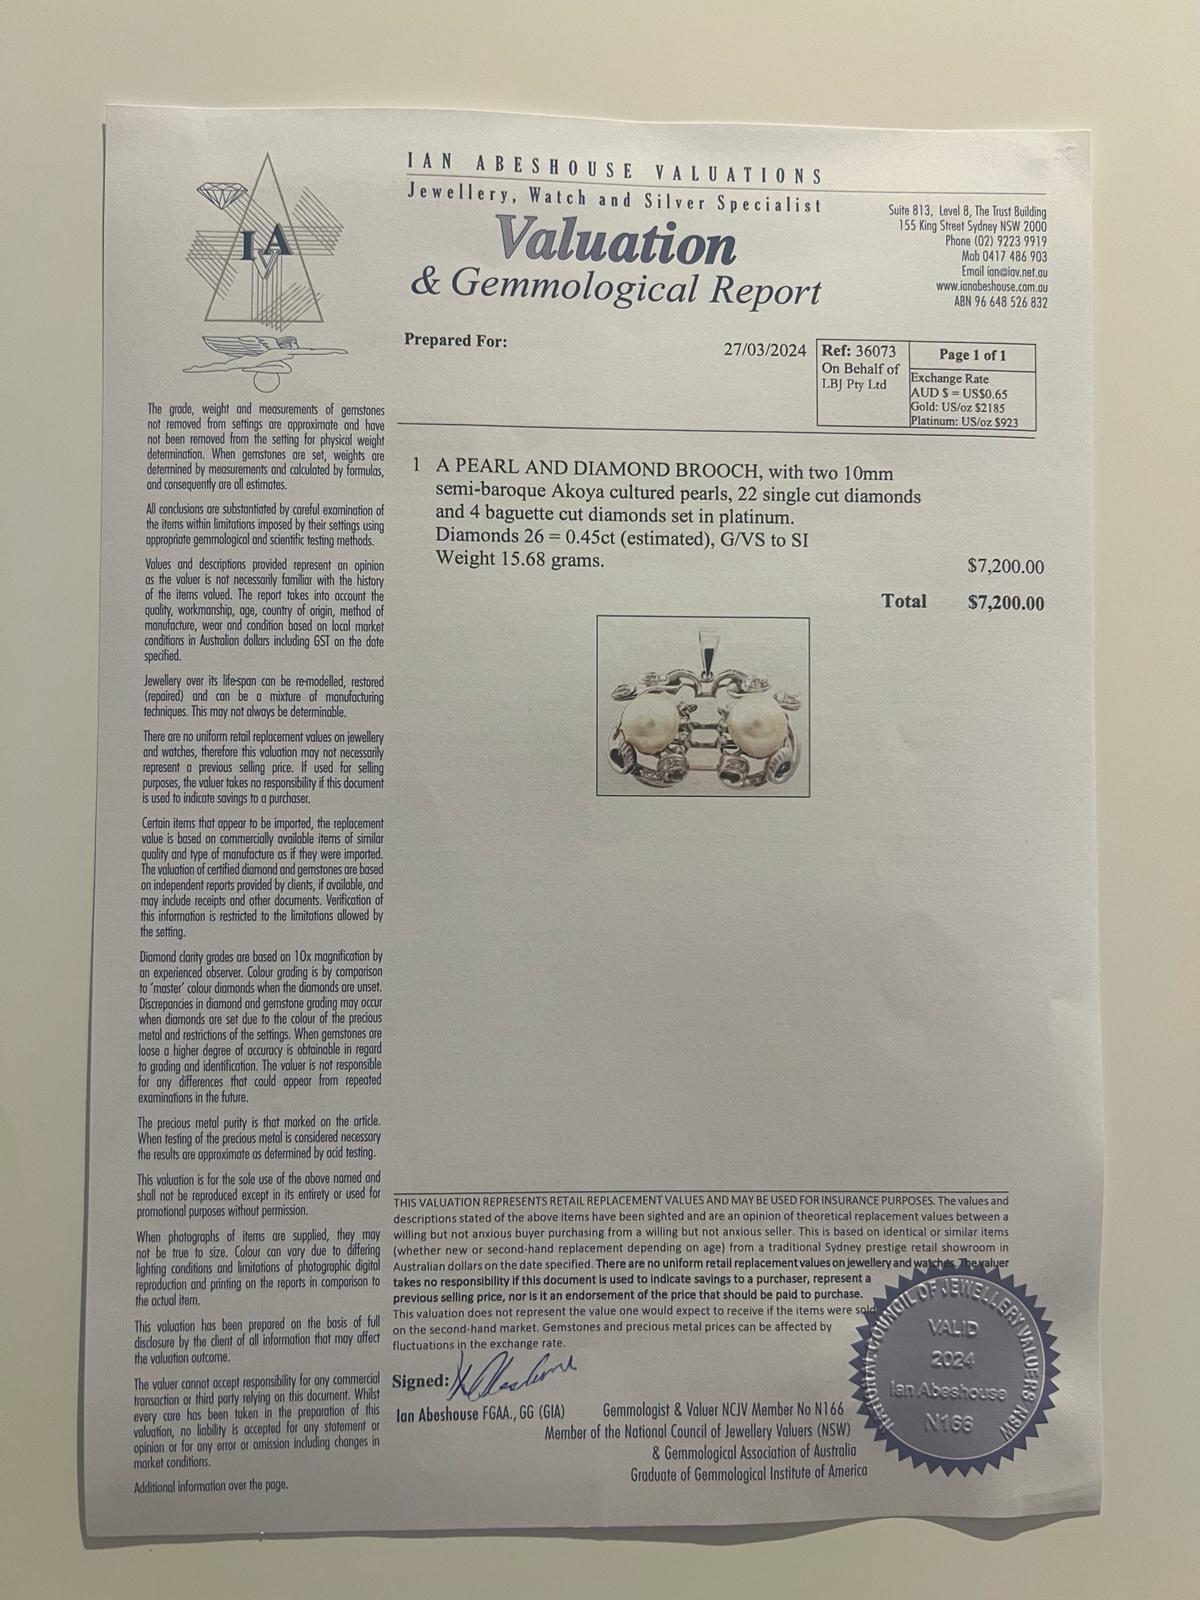 IAN ABESHOUSE VALUATIONS
Jewellery, Watch and Silver Specialist
Valuation
& Gemmological Report
Suite 813, Level 8, The Trust Building
155 King Street Sydney NSW 2000
Phone (02) 9223 9919
Mob 0417 486 903
Email ian@iav.net.au
www.ianabeshouse.com.au
ABN 96 648 526 832
IAV
Prepared For:
27/03/2024
Ref: 36073
On Behalf of
LBJ Pty Ltd
Page 1 of 1
Exchange Rate
AUD $ = US$0.65
Gold: US/oz $2185
Platinum: US/oz $923
The grade, weight and measurements of gemstones
not removed from settings are approximate and have
not been removed from the setting for physical weight
determination. When gemstones are set, weights are
determined by measurements and calculated by formulas,
and consequently are all estimates.
All conclusions are substantiated by careful examination of
the items within limitations imposed by their settings using
appropriate gemmological and scientific testing methods.
Values and descriptions provided represent an opinion
as the valuer is not necessarily familiar with the history
of the items valued. The report takes into account the
quality, workmanship, age, country of origin, method of
manufacture, wear and condition based on local market
conditions in Australian dollars including GST on the date
specified.
Jewellery over its life-span can be re-modelled, restored
(repaired) and can be a mixture of manufacturing
techniques. This may not always be determinable.
There are no uniform retail replacement values on jewellery
and watches, therefore this valuation may not necessarily
represent a previous selling price. If used for selling
purposes, the valuer takes no responsibility if this document
is used to indicate savings to a purchaser.
Certain items that appear to be imported, the replacement
value is based on commercially available items of similar
quality and type of manufacture as if they were imported.
The valuation of certified diamond and gemstones are based
on independent reports provided by clients, if available, and
may include receipts and other documents. Verification of
this information is restricted to the limitations allowed by
the setting.
Diamond clarity grades are based on 10x magnification by
an experienced observer. Colour grading is by comparison
to 'master' colour diamonds when the diamonds are unset.
Discrepancies in diamond and gemstone grading may occur
when diamonds are set due to the colour of the precious
metal and restrictions of the settings. When gemstones are
loose a higher degree of accuracy is obtainable in regard
to grading and identification. The valuer is not responsible
for any differences that could appear from repeated
examinations in the future.
The precious metal purity is that marked on the article.
When testing of the precious metal is considered necessary
the results are approximate as determined by acid testing.
This valuation is for the sole use of the above named and
shall not be reproduced except in its entirety or used for
promotional purposes without permission.
When photographs of items are supplied, they may
not be true to size. Colour can vary due to differing
lighting conditions and limitations of photographic digital
reproduction and printing on the reports in comparison to
the actual item.
This valuation has been prepared on the basis of full
disclosure by the client of all information that may affect
the valuation outcome.
The valuer cannot accept responsibility for any commercial
transaction or third party relying on this document. Whilst
every care has been taken in the preparation of this
valuation, no liability is accepted for any statement or
opinion or for any error or omission including changes in
market conditions.
Additional information over the page.
1 A PEARL AND DIAMOND BROOCH, with two 10mm
semi-baroque Akoya cultured pearls, 22 single cut diamonds
and 4 baguette cut diamonds set in platinum.
Diamonds 26 = 0.45ct (estimated), G/VS to SI
Weight 15.68 grams.
$7,200.00
Total $7,200.00
THIS VALUATION REPRESENTS RETAIL REPLACEMENT VALUES AND MAY BE USED FOR INSURANCE PURPOSES. The values and
descriptions stated of the above items have been sighted and are an opinion of theoretical replacement values between a
willing but not anxious buyer purchasing from a willing but not anxious seller. This is based on identical or similar items
(whether new or second-hand replacement depending on age) from a traditional Sydney prestige retail showroom in
Australian dollars on the date specified. There are no uniform retail replacement values on jewellery and watches. The valuer
takes no responsibility if this document is used to indicate savings to a purchaser, represent a
previous selling price, nor is it an endorsement of the price that should be paid to purchase.
This valuation does not represent the value one would expect to receive if the items were sold
on the second-hand market. Gemstones and precious metal prices can be affected by
fluctuations in the exchange rate.
Signed:
Ian Abeshouse FGAA., GG (GIA)
Gemmologist & Valuer NCJV Member No N166
Member of the National Council of Jewellery Valuers (NSW)
& Gemmological Association of Australia
Graduate of Gemmological Institute of America
NATIONAL COUNCIL OF JEWELLERY VALUERS NSW
VALID
2024
Ian Abeshouse
N166